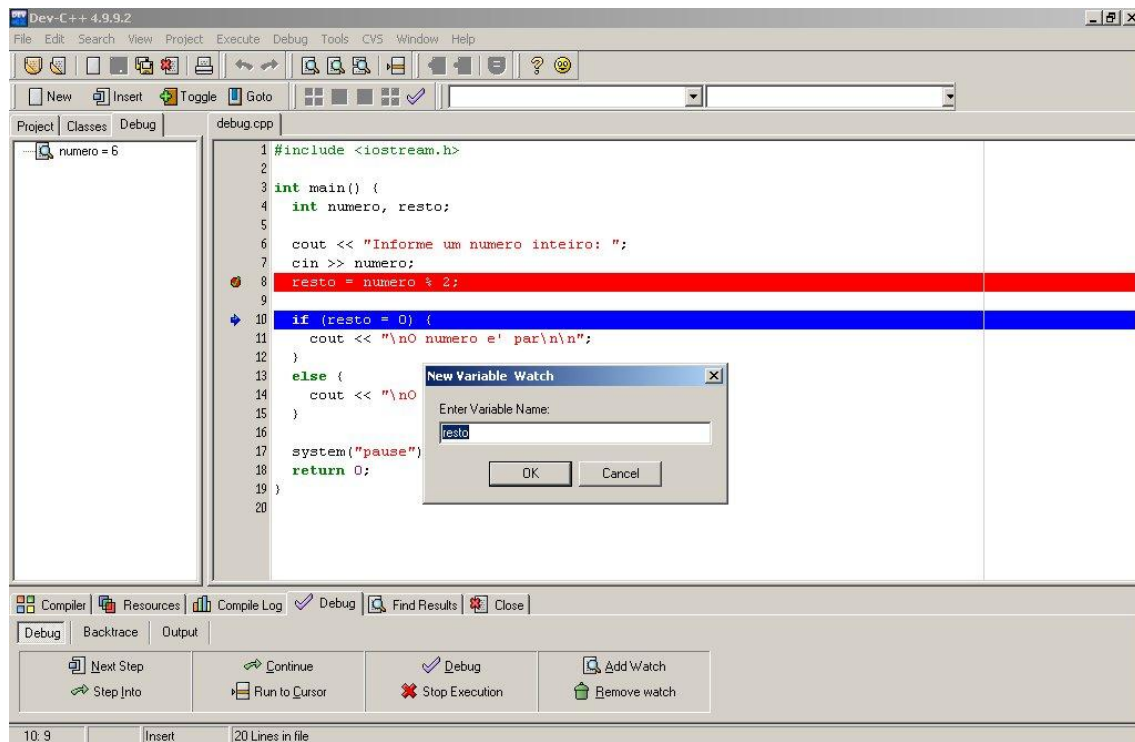 Dev-C++ 4.9.9.2
File Edit Search View Project Execute Debug Tools CVS Window Help
New Insert Toggle Goto
Project Classes Debug
debug.cpp
numero = 6
1 #include <iostream.h>
2
3 int main() {
4 int numero, resto;
5
6 cout << "Informe um numero inteiro: ";
7 cin >> numero;
8 resto = numero % 2;
9
10 if (resto = 0) {
11 cout << "\nO numero e' par\n\n";
12 }
13 else {
14 cout << "\nO
15 }
16
17 system("pause")
18 return 0;
19 }
20
New Variable Watch
Enter Variable Name:
resto
OK Cancel
Compiler Resources Compile Log Debug Find Results Close
Debug Backtrace Output
Next Step Continue Debug Add Watch
Step Into Run to Cursor Stop Execution Remove watch
10: 9 Insert 20 Lines in file